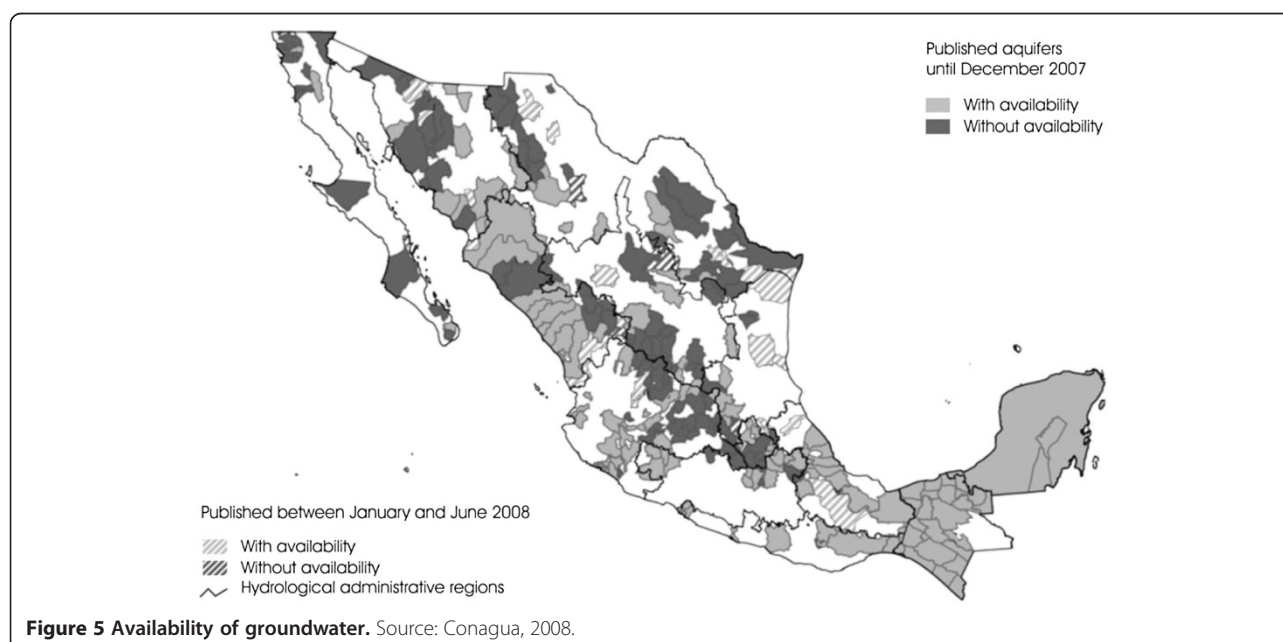 Published aquifers
until December 2007
With availability
Without availability
Published between January and June 2008
With availability
Without availability
Hydrological administrative regions
Figure 5 Availability of groundwater. Source: Conagua, 2008.